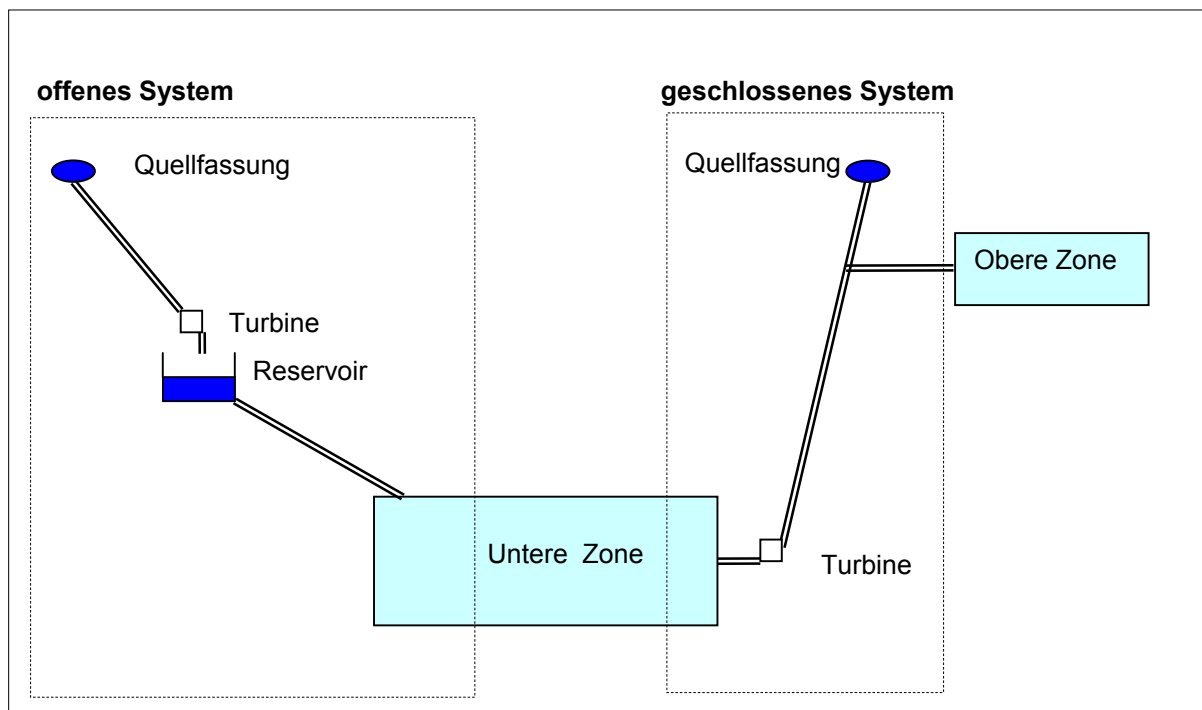 offenes System
Quellfassung
Turbine
Reservoir
Untere Zone
geschlossenes System
Quellfassung
Obere Zone
Turbine